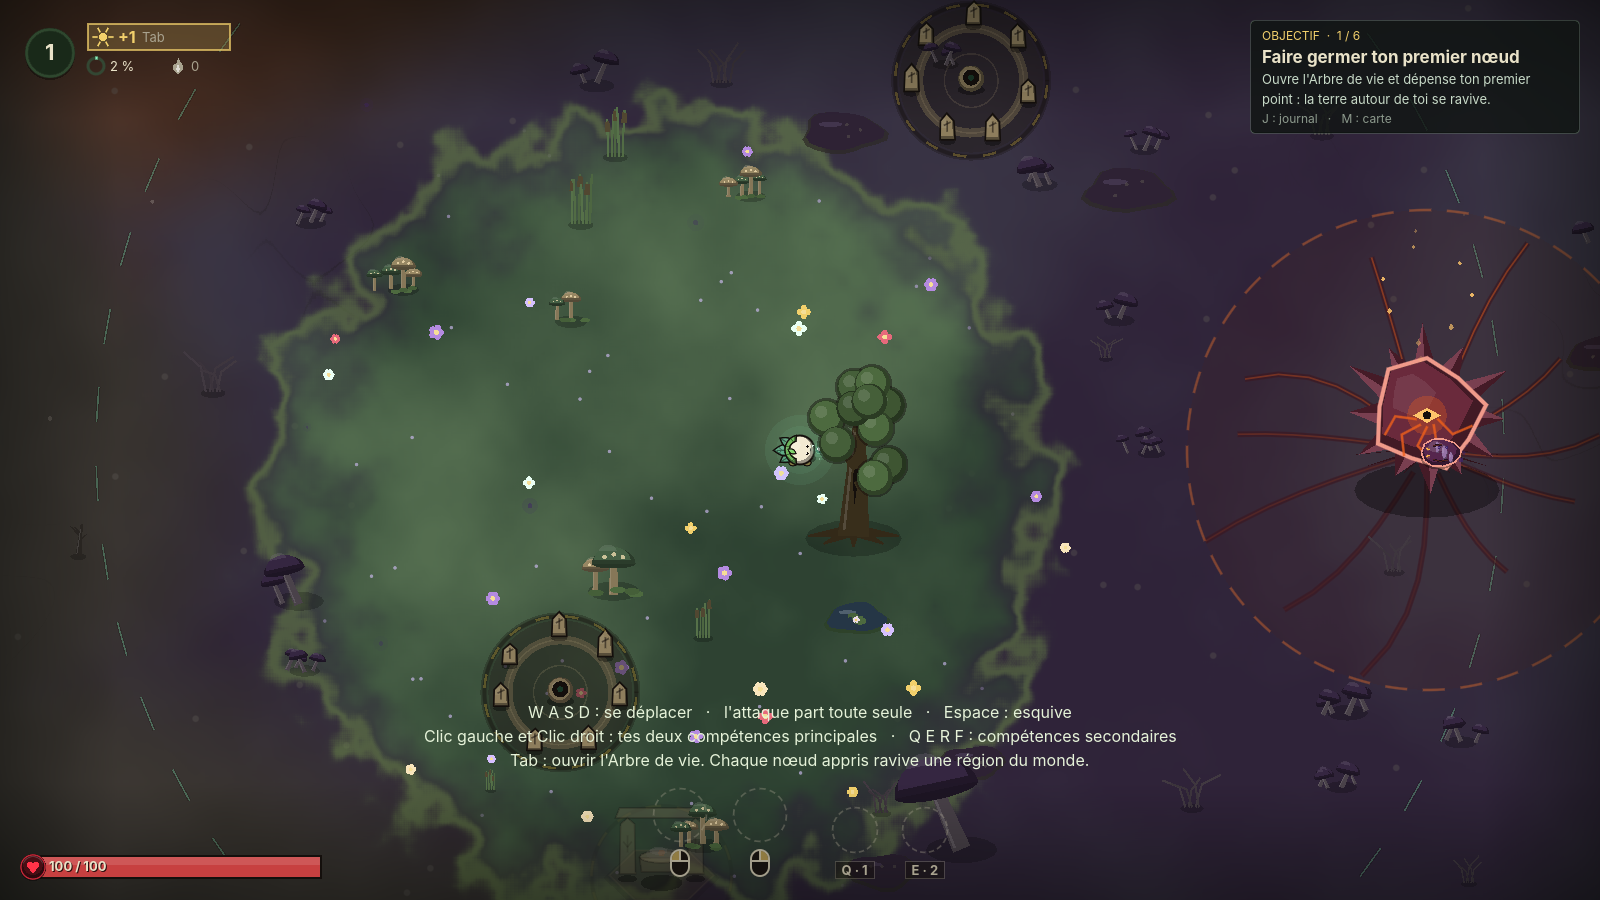 1
+1 Tab
2 % 0
OBJECTIF · 1 / 6
Faire germer ton premier nœud
Ouvre l'Arbre de vie et dépense ton premier
point : la terre autour de toi se ravive.
J : journal · M : carte
W A S D : se déplacer · l'attaque part toute seule · Espace : esquive
Clic gauche et Clic droit : tes deux compétences principales · Q E R F : compétences secondaires
Tab : ouvrir l'Arbre de vie. Chaque nœud appris ravive une région du monde.
100 / 100
Q · 1
E · 2